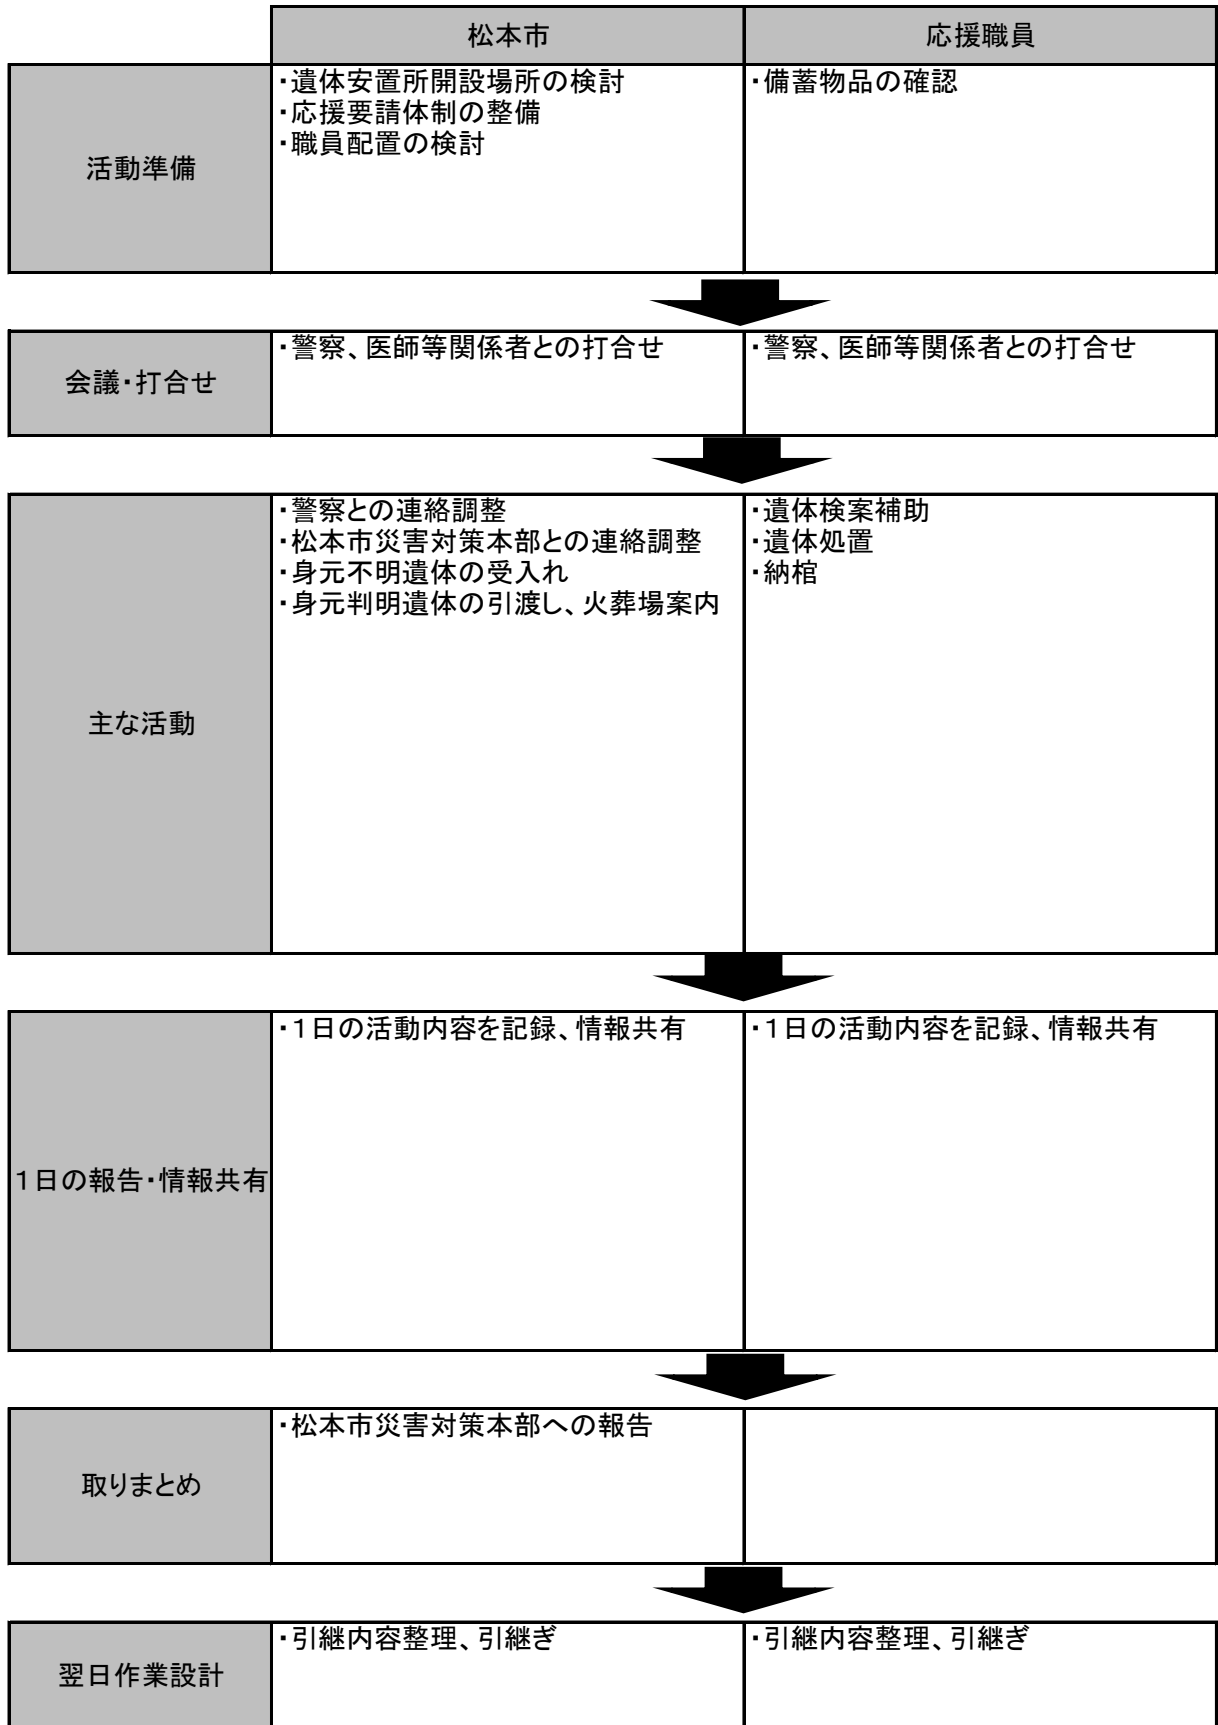 松本市
応援職員
活動準備
・遺体安置所開設場所の検討
・応援要請体制の整備
・職員配置の検討
・備蓄物品の確認
会議・打合せ
・警察、医師等関係者との打合せ
・警察、医師等関係者との打合せ
主な活動
・警察との連絡調整
・松本市災害対策本部との連絡調整
・身元不明遺体の受入れ
・身元判明遺体の引渡し、火葬場案内
・遺体検案補助
・遺体処置
・納棺
１日の報告・情報共有
・１日の活動内容を記録、情報共有
・１日の活動内容を記録、情報共有
取りまとめ
・松本市災害対策本部への報告
翌日作業設計
・引継内容整理、引継ぎ
・引継内容整理、引継ぎ